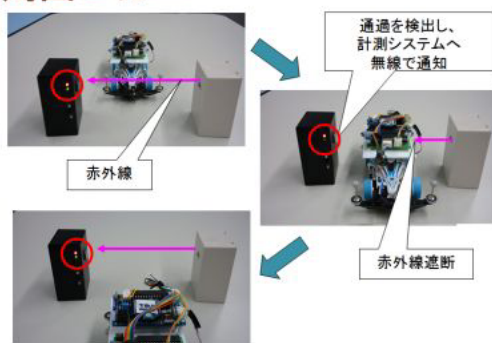 通過を検出し、
計測システムへ
無線で通知
赤外線
赤外線遮断